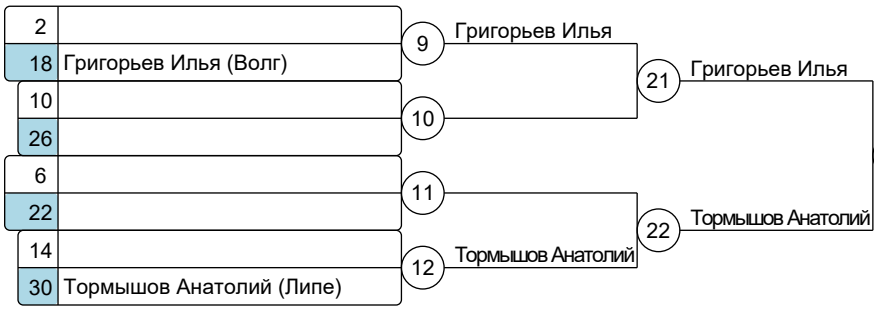 2
18 Григорьев Илья (Волг)
10
26
6
22
14
30 Тормышов Анатолий (Липе)
9 Григорьев Илья
10
11
12 Тормышов Анатолий
21 Григорьев Илья
22 Тормышов Анатолий